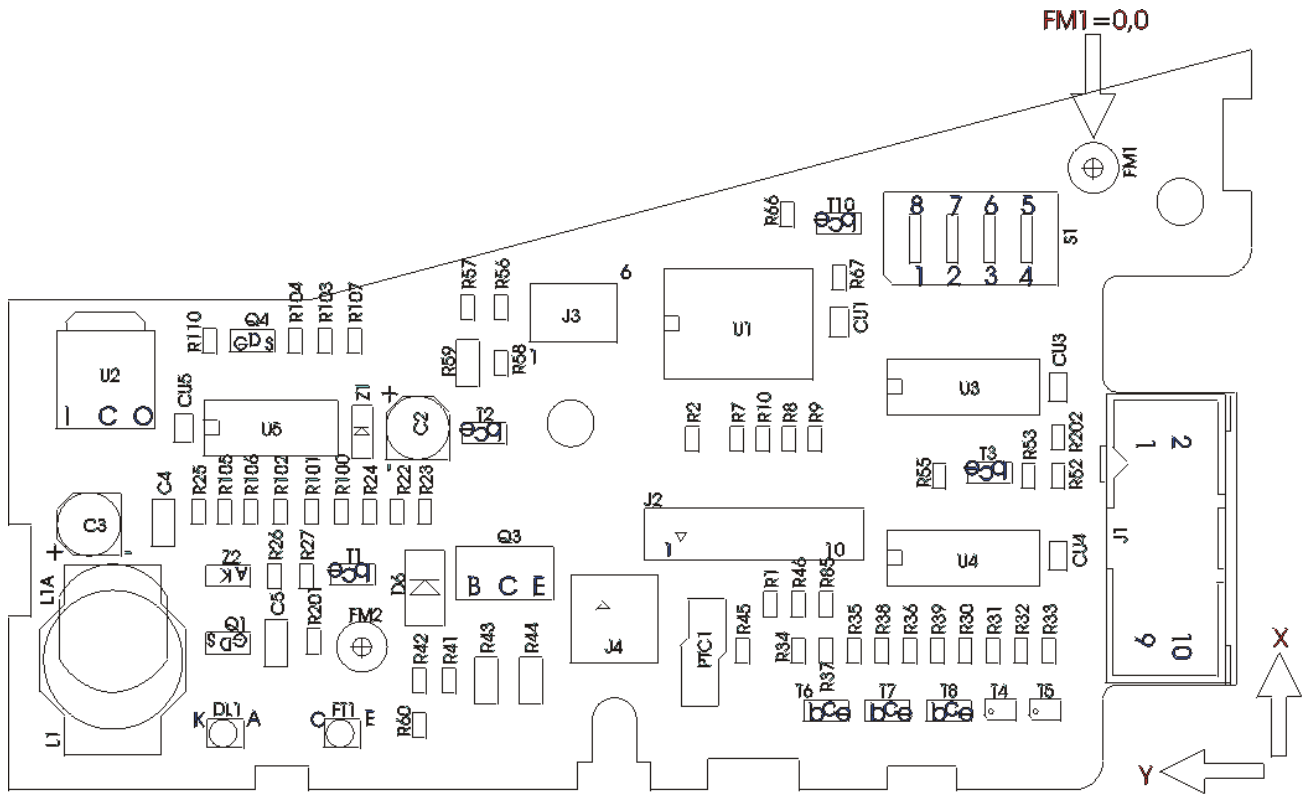 FM1=0,0
FM1
R66
T10
e c b
8 7 6 5
S1
1 2 3 4
R67
CU1
R57
R56
6
J3
1
R59
R58
U1
R104
R103
R107
R110
Q4
G D S
U2
I C O
CU5
U5
Z1
+
C2
-
T2
e c b
R2
R7
R10
R8
R9
U3
CU3
R202
R53
R52
T3
e c b
R55
2
1
J1
9
10
C4
R25
R105
R106
R102
R101
R100
R24
R22
R23
C3
+
-
J2
1
10
U4
CU4
Q3
B C E
D6
T1
b c e
R27
R26
A K
L1A
C5
R201
FM2
Q1
S D G
R42
R41
R43
R44
J4
PTC1
R45
R1
R46
R85
R34
R37
R35
R38
R36
R39
R30
R31
R32
R33
T6
b c e
T7
b c e
T8
b c e
T4
T5
R60
K
DL1
A
C
FT1
E
L1
X
Y